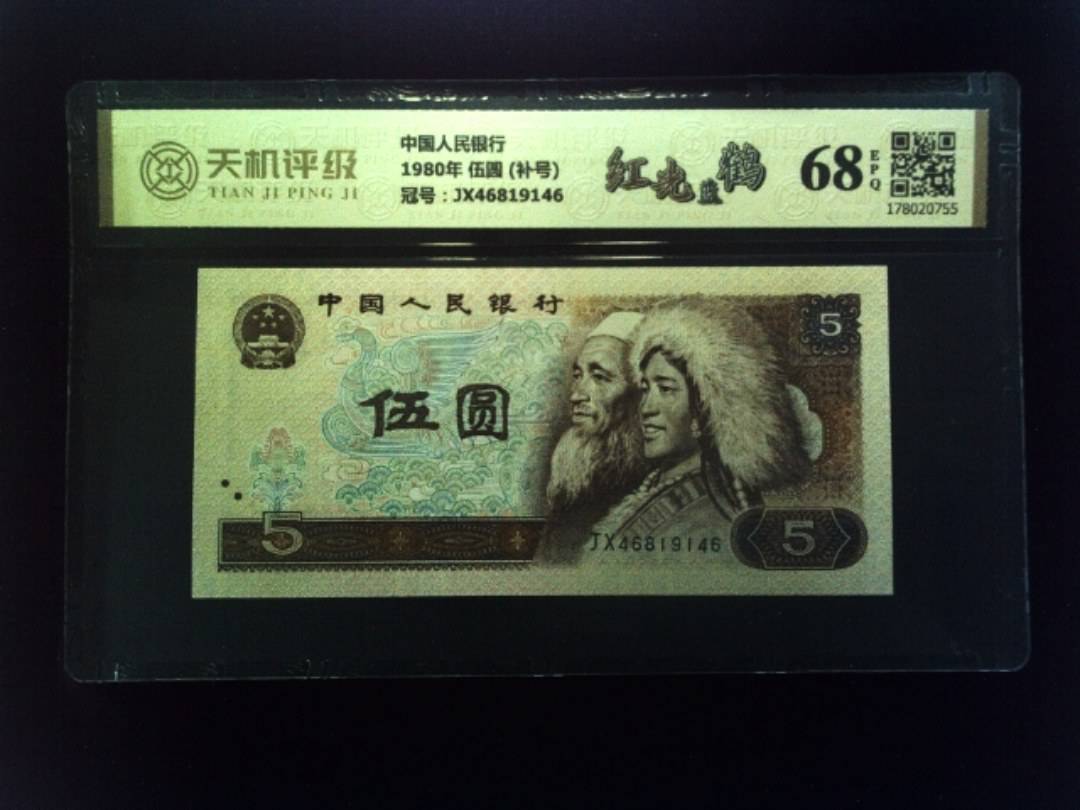 天机评级
TIAN JI PING JI
中国人民银行
1980年 伍圆 (补号)
冠号:JX46819146
红光蓝鹤
68
EPQ
178020755
中国人民银行
5
伍圆
5
JX46819146
5